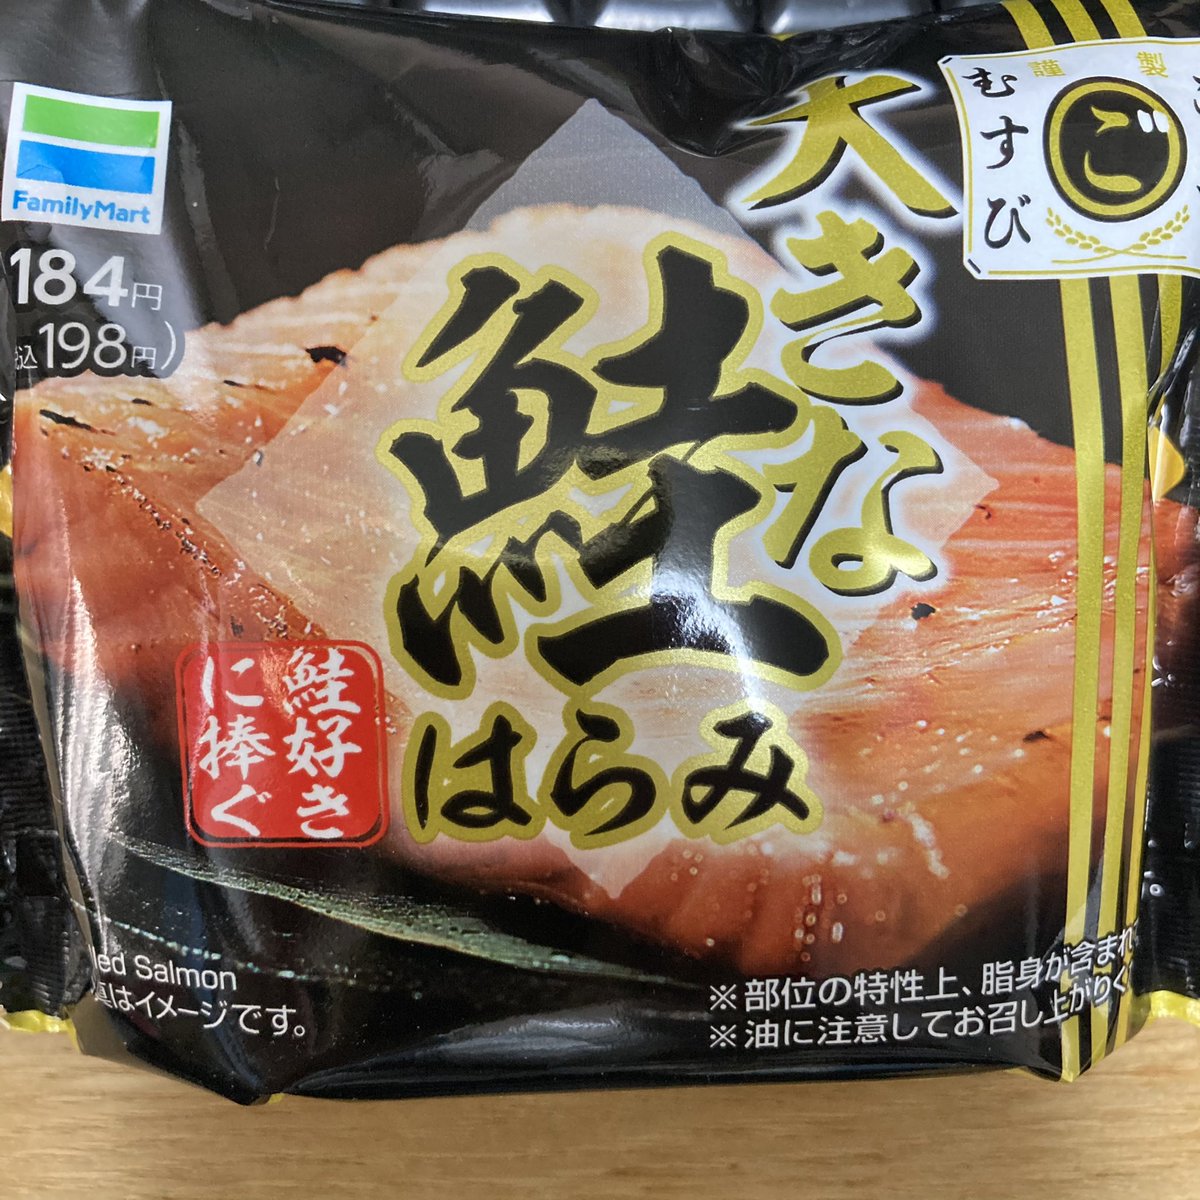 FamilyMart
184円
込198円)
大きな
鮭
はらみ
謹製
ご
むすび
鮭好き
に捧ぐ
ed Salmon
はイメージです。
※部位の特性上、脂身が含まれ
※油に注意してお召し上がりく